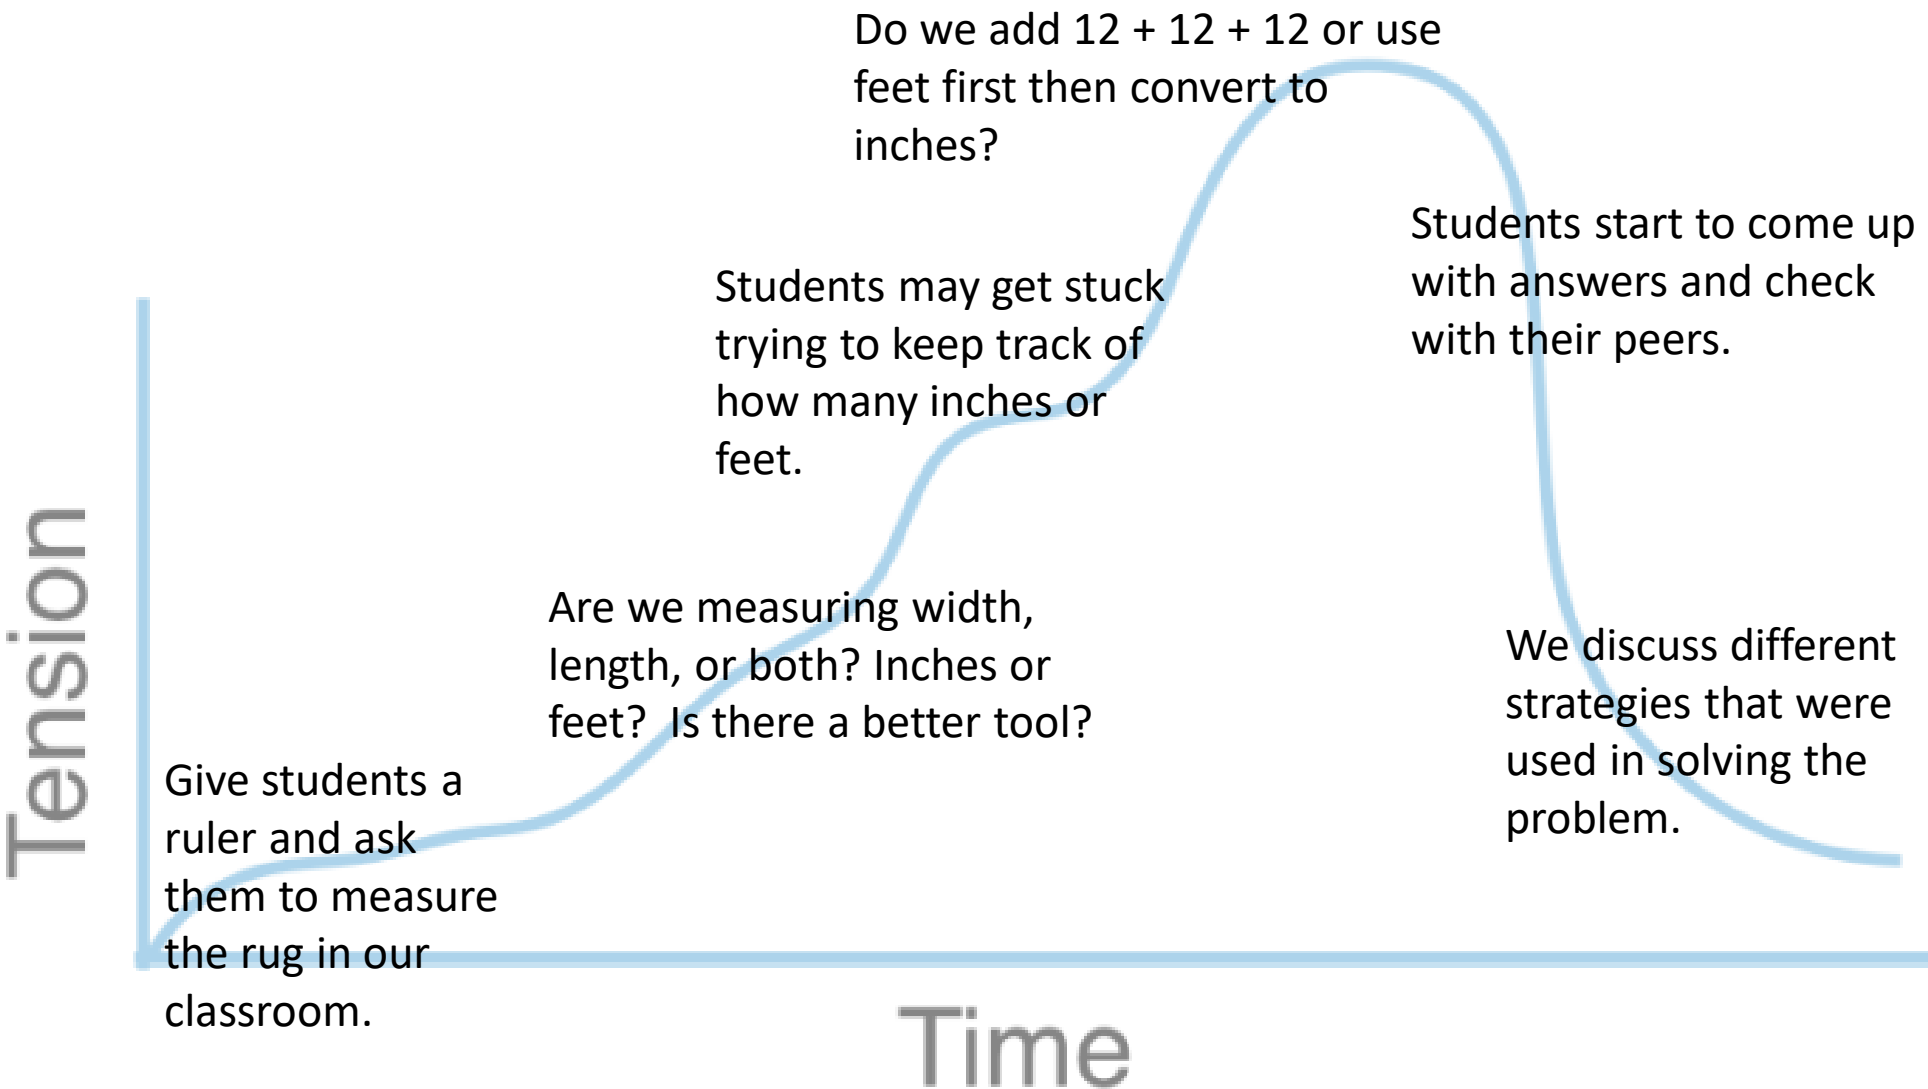 Do we add 12 + 12 + 12 or use
feet first then convert to
inches?
Students start to come up
with answers and check
with their peers.
Students may get stuck
trying to keep track of
how many inches or
feet.
Are we measuring width,
length, or both? Inches or
feet?  Is there a better tool?
We discuss different
strategies that were
used in solving the
problem.
Give students a
ruler and ask
them to measure
the rug in our
classroom.
Tension
Time